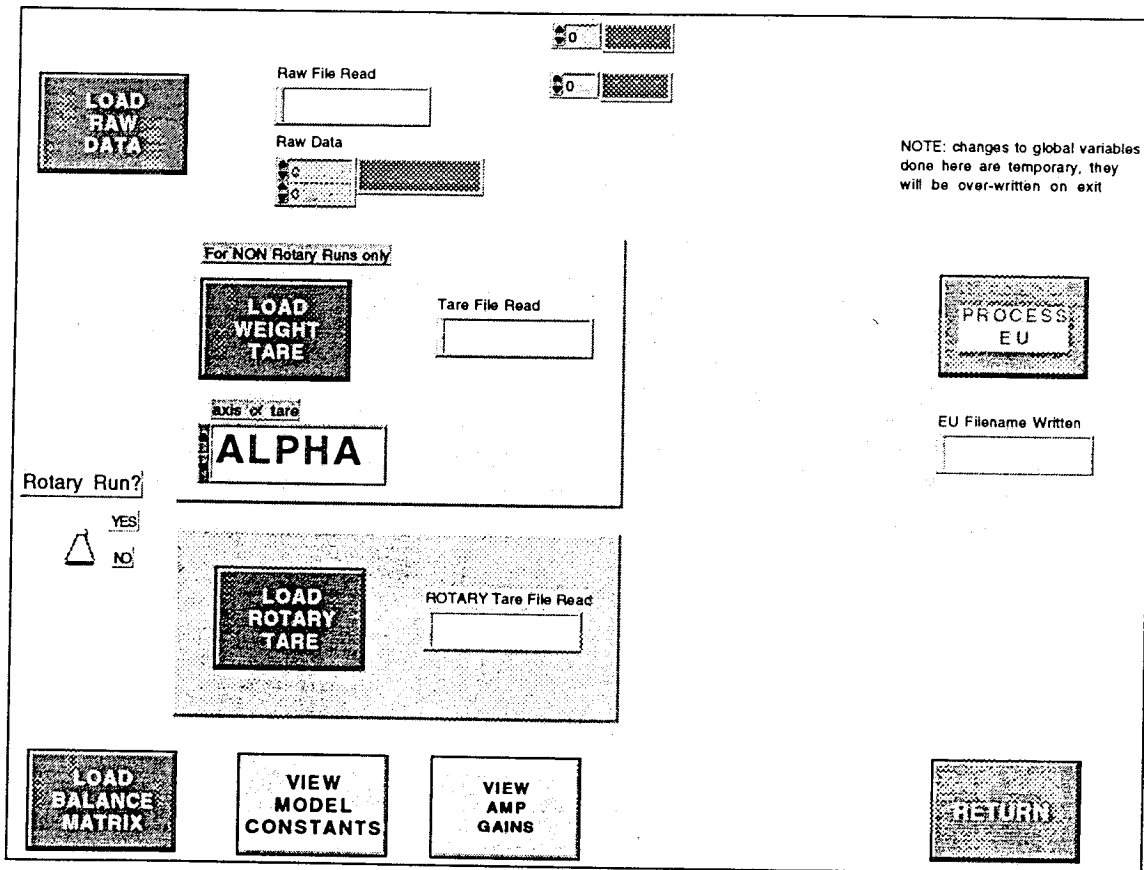 0
0
LOAD
RAW
DATA
Raw File Read
Raw Data
0
0
NOTE: changes to global variables
done here are temporary, they
will be over-written on exit
For NON Rotary Runs only
LOAD
WEIGHT
TARE
Tare File Read
axis of tare
ALPHA
PROCESS
EU
EU Filename Written
Rotary Run?
YES
NO
LOAD
ROTARY
TARE
ROTARY Tare File Read
LOAD
BALANCE
MATRIX
VIEW
MODEL
CONSTANTS
VIEW
AMP
GAINS
RETURN